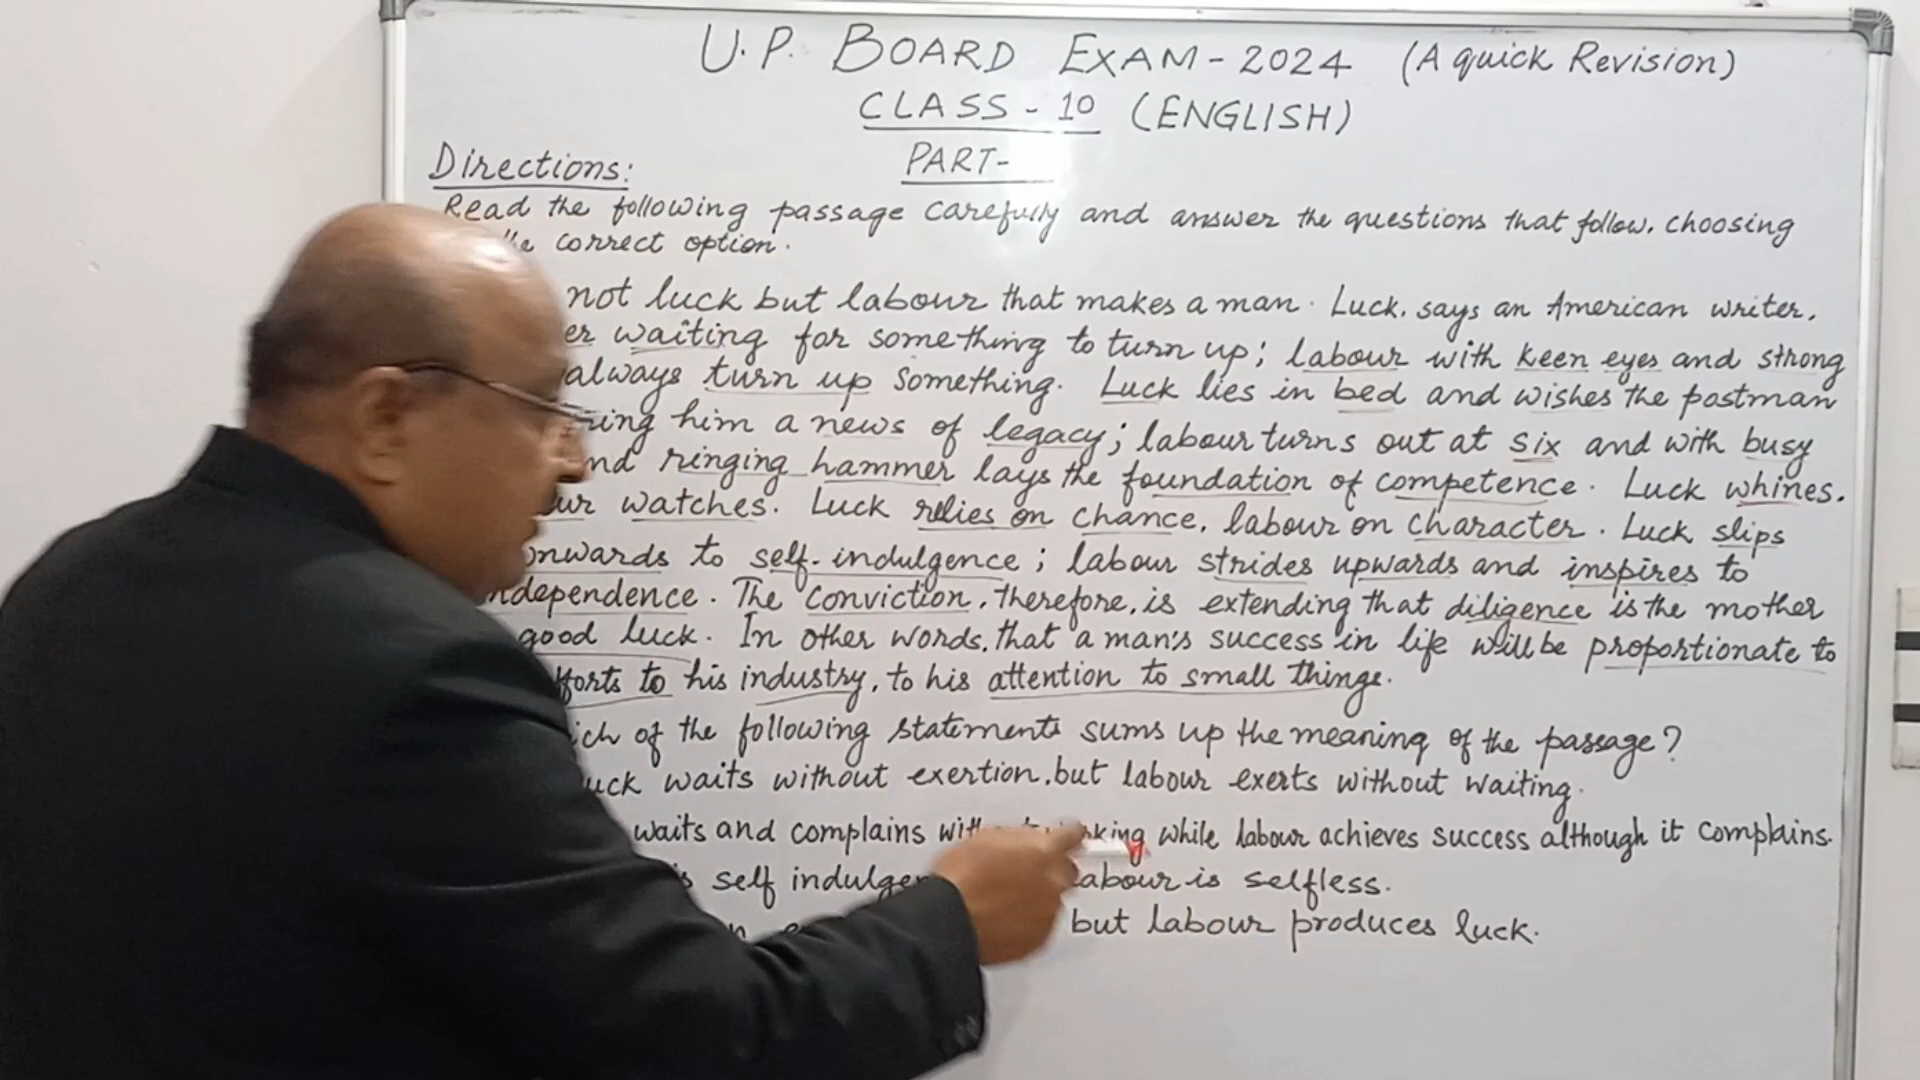 U.P. BOARD EXAM-2024 (A quick Revision)
CLASS-10 (ENGLISH)
PART-
Directions:
Read the following passage carefully and answer the questions that follow, choosing
correct option.
not luck but labour that makes a man. Luck, says an American writer,
waiting for something to turn up; labour with keen eyes and strong
always turn up something. Luck lies in bed and wishes the postman
him a news of legacy; labour turns out at six and with busy
ringing hammer lays the foundation of competence. Luck whines.
watches. Luck relies on chance, labour on character. Luck slips
to self-indulgence; labour strides upwards and inspires to
The conviction, therefore, is extending that diligence is the mother
good luck. In other words, that a man's success in life will be proportionate to
to his industry, to his attention to small things.
of the following statements sums up the meaning of the passage?
waits without exertion, but labour exerts without waiting.
waits and complains while labour achieves success although it complains.
self labour is selfless.
but labour produces luck.